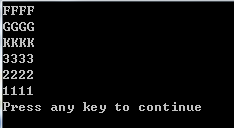 FFFF
GGGG
KKKK
3333
2222
1111
Press any key to continue